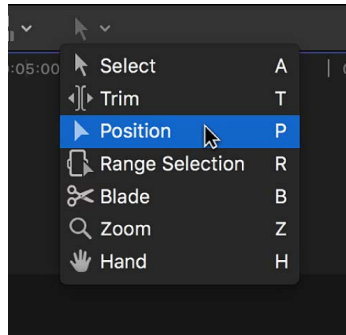 :05:00
Select A
Trim T
Position P
Range Selection R
Blade B
Zoom Z
Hand H